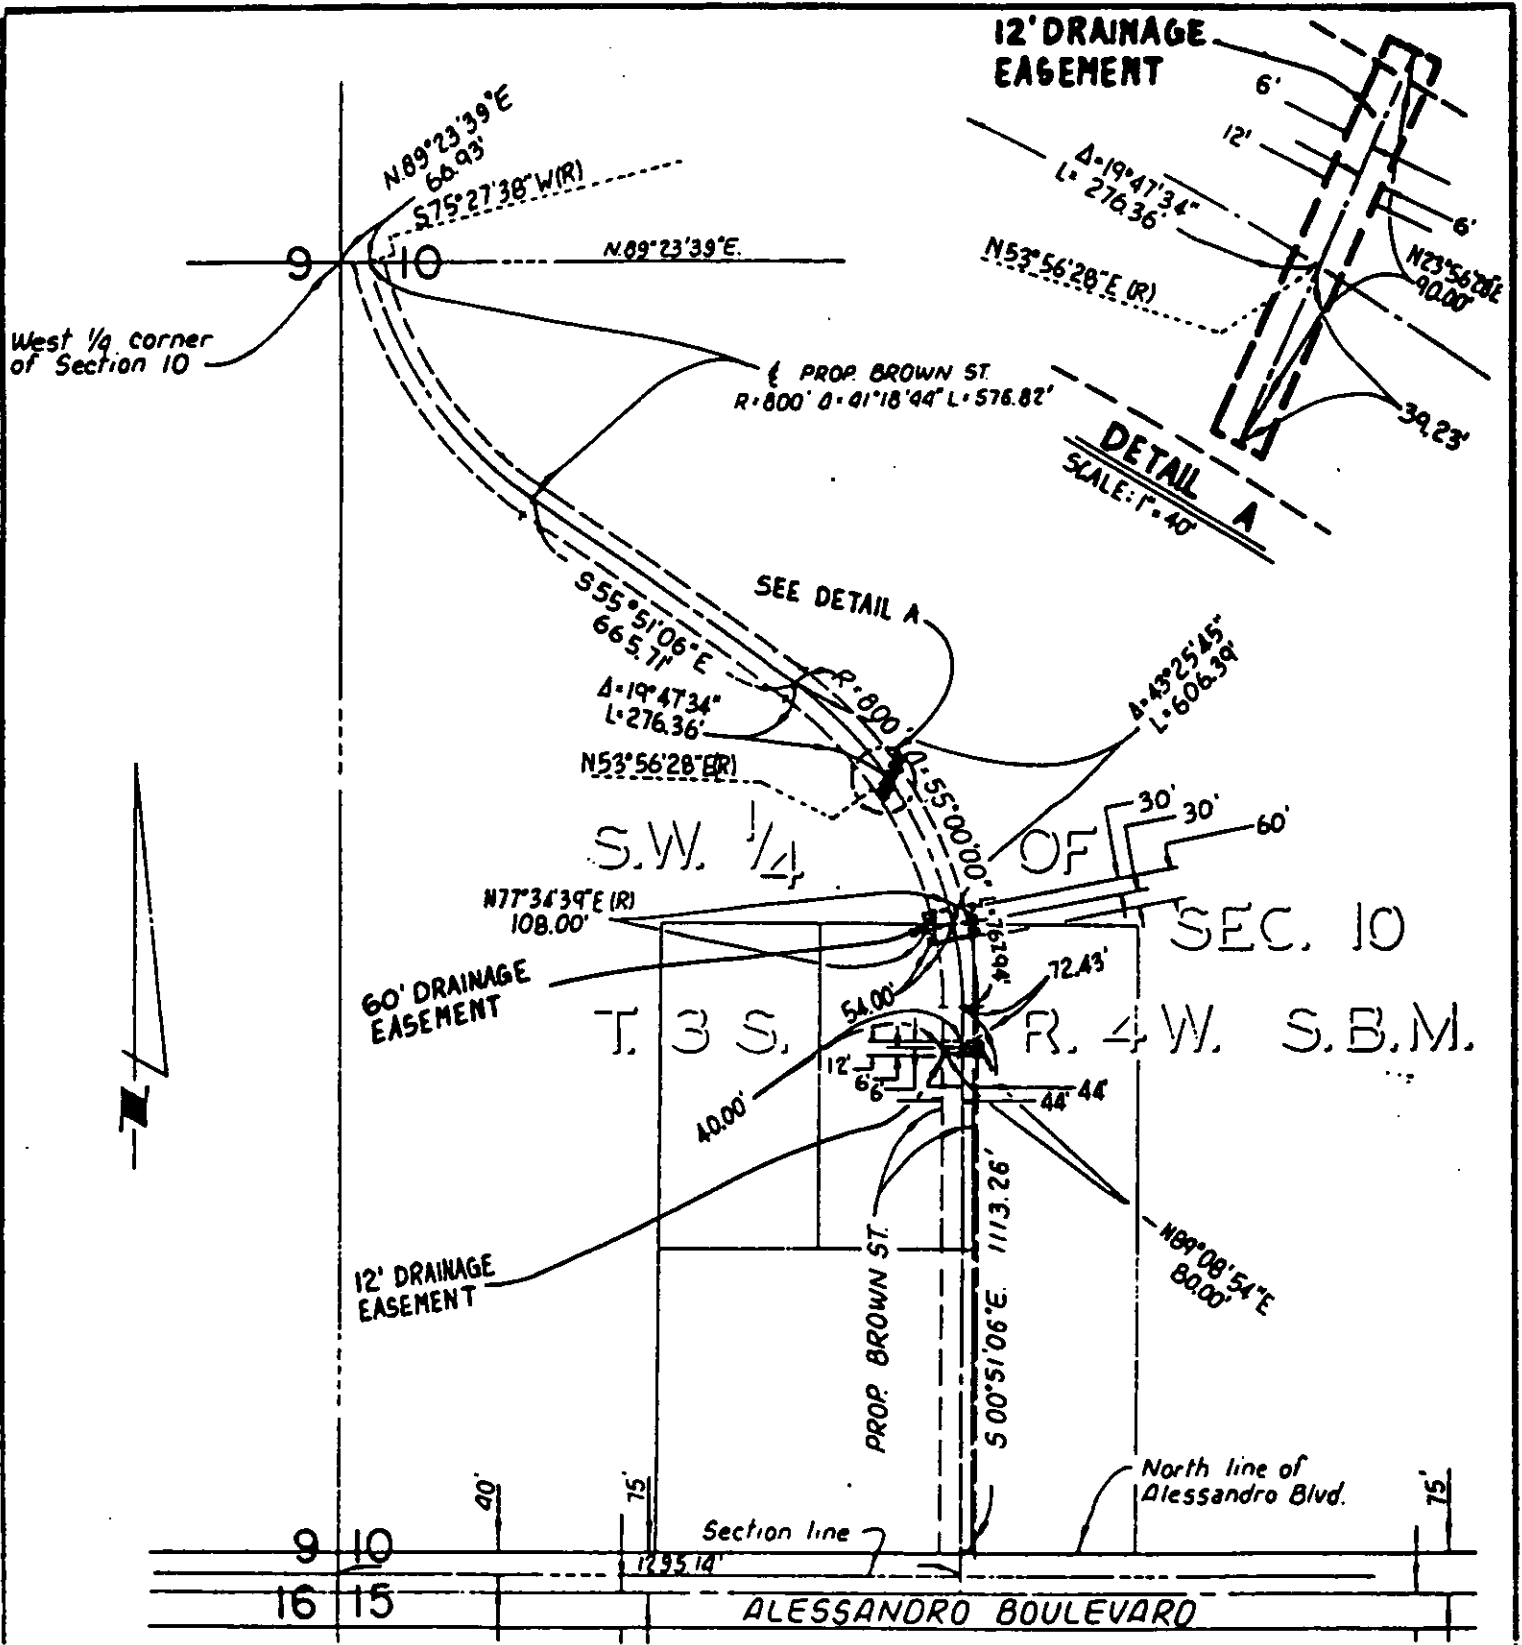 12' DRAINAGE
EASEMENT
6'
12'
Δ=19°47'34"
L=276.36'
6'
N23°56'28"E
90.00'
N53°56'28"E (R)
39.23'
DETAIL A
SCALE: 1"=40'
N.89°23'39"E
66.93'
S75°27'38"W(R)
9 10
N.89°23'39"E.
West 1/4 corner
of Section 10
℄ PROP. BROWN ST.
R=800' Δ=41°18'44" L=576.82'
S55°51'06"E
665.71'
SEE DETAIL A
Δ=19°47'34"
L=276.36'
R=800'
Δ=55°00'00"
Δ=43°25'45"
L=606.39'
N53°56'28"E(R)
30'
30'
60'
S.W. 1/4 OF
SEC. 10
N77°34'39"E (R)
108.00'
60' DRAINAGE
EASEMENT
54.00'
72.43'
T. 3 S. R. 4 W. S.B.M.
12'
6'
6'
44'
44'
40.00'
12' DRAINAGE
EASEMENT
N89°08'54"E
80.00'
PROP. BROWN ST.
S00°51'06"E. 1113.26'
North line of
Alessandro Blvd.
40'
75'
75'
Section line
1295.14'
9 10
16 15
ALESSANDRO BOULEVARD
N